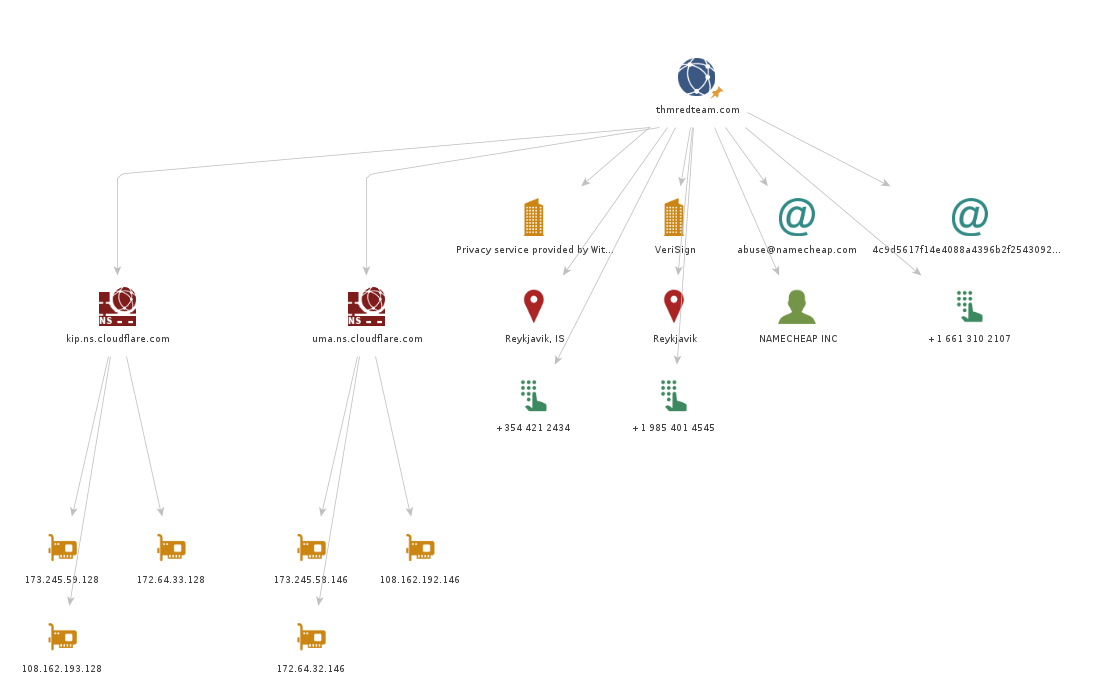 thmredteam.com
Privacy service provided by Wit...
VeriSign
abuse@namecheap.com
4c9d5617f14e4088a4396b2f2543092...
NS
kip.ns.cloudflare.com
NS
uma.ns.cloudflare.com
Reykjavik, IS
Reykjavik
NAMECHEAP INC
+1 661 310 2107
+354 421 2434
+1 985 401 4545
173.245.59.128
172.64.33.128
173.245.58.146
108.162.192.146
108.162.193.128
172.64.32.146